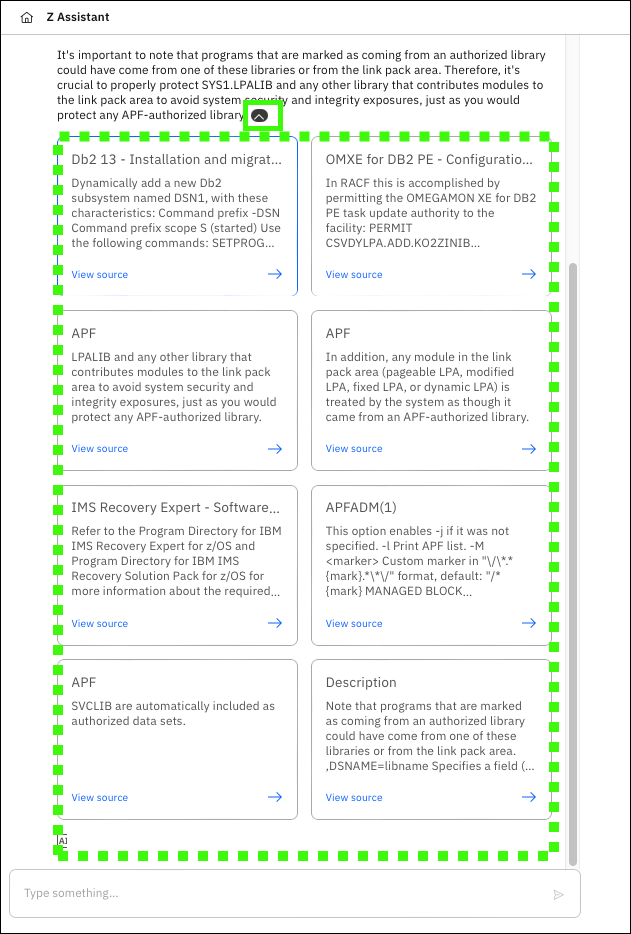 Z Assistant
It's important to note that programs that are marked as coming from an authorized library
could have come from one of these libraries or from the link pack area. Therefore, it's
crucial to properly protect SYS1.LPALIB and any other library that contributes modules to
the link pack area to avoid system security and integrity exposures, just as you would
protect any APF-authorized library
Db2 13 - Installation and migrat...
Dynamically add a new Db2
subsystem named DSN1, with these
characteristics: Command prefix -DSN
Command prefix scope S (started) Use
the following commands: SETPROG...
View source
OMXE for DB2 PE - Configuratio...
In RACF this is accomplished by
permitting the OMEGAMON XE for DB2
PE task update authority to the
facility: PERMIT
CSVDYLPA.ADD.KO2ZINIB...
View source
APF
LPALIB and any other library that
contributes modules to the link pack
area to avoid system security and
integrity exposures, just as you would
protect any APF-authorized library.
View source
APF
In addition, any module in the link
pack area (pageable LPA, modified
LPA, fixed LPA, or dynamic LPA) is
treated by the system as though it
came from an APF-authorized library.
View source
IMS Recovery Expert - Software...
Refer to the Program Directory for IBM
IMS Recovery Expert for z/OS and
Program Directory for IBM IMS
Recovery Solution Pack for z/OS for
more information about the required...
View source
APFADM(1)
This option enables -j if it was not
specified. -l Print APF list. -M
<marker> Custom marker in "\/\*.*
{mark}.*\*\/" format, default: "/*
{mark} MANAGED BLOCK...
View source
APF
SVCLIB are automatically included as
authorized data sets.
View source
Description
Note that programs that are marked
as coming from an authorized library
could have come from one of these
libraries or from the link pack area.
,DSNAME=libname Specifies a field (...
View source
AI
Type something...